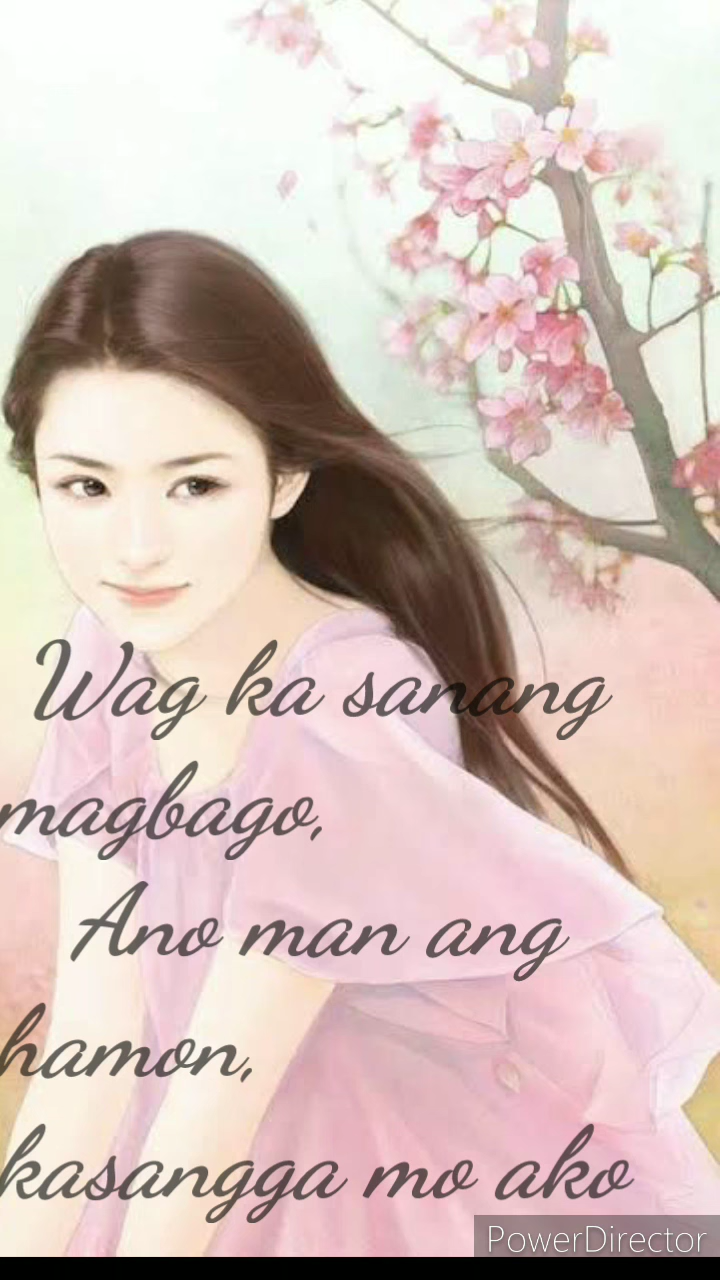 Wag ka sanang
magbago,
Ano man ang
hamon,
kasangga mo ako
PowerDirector